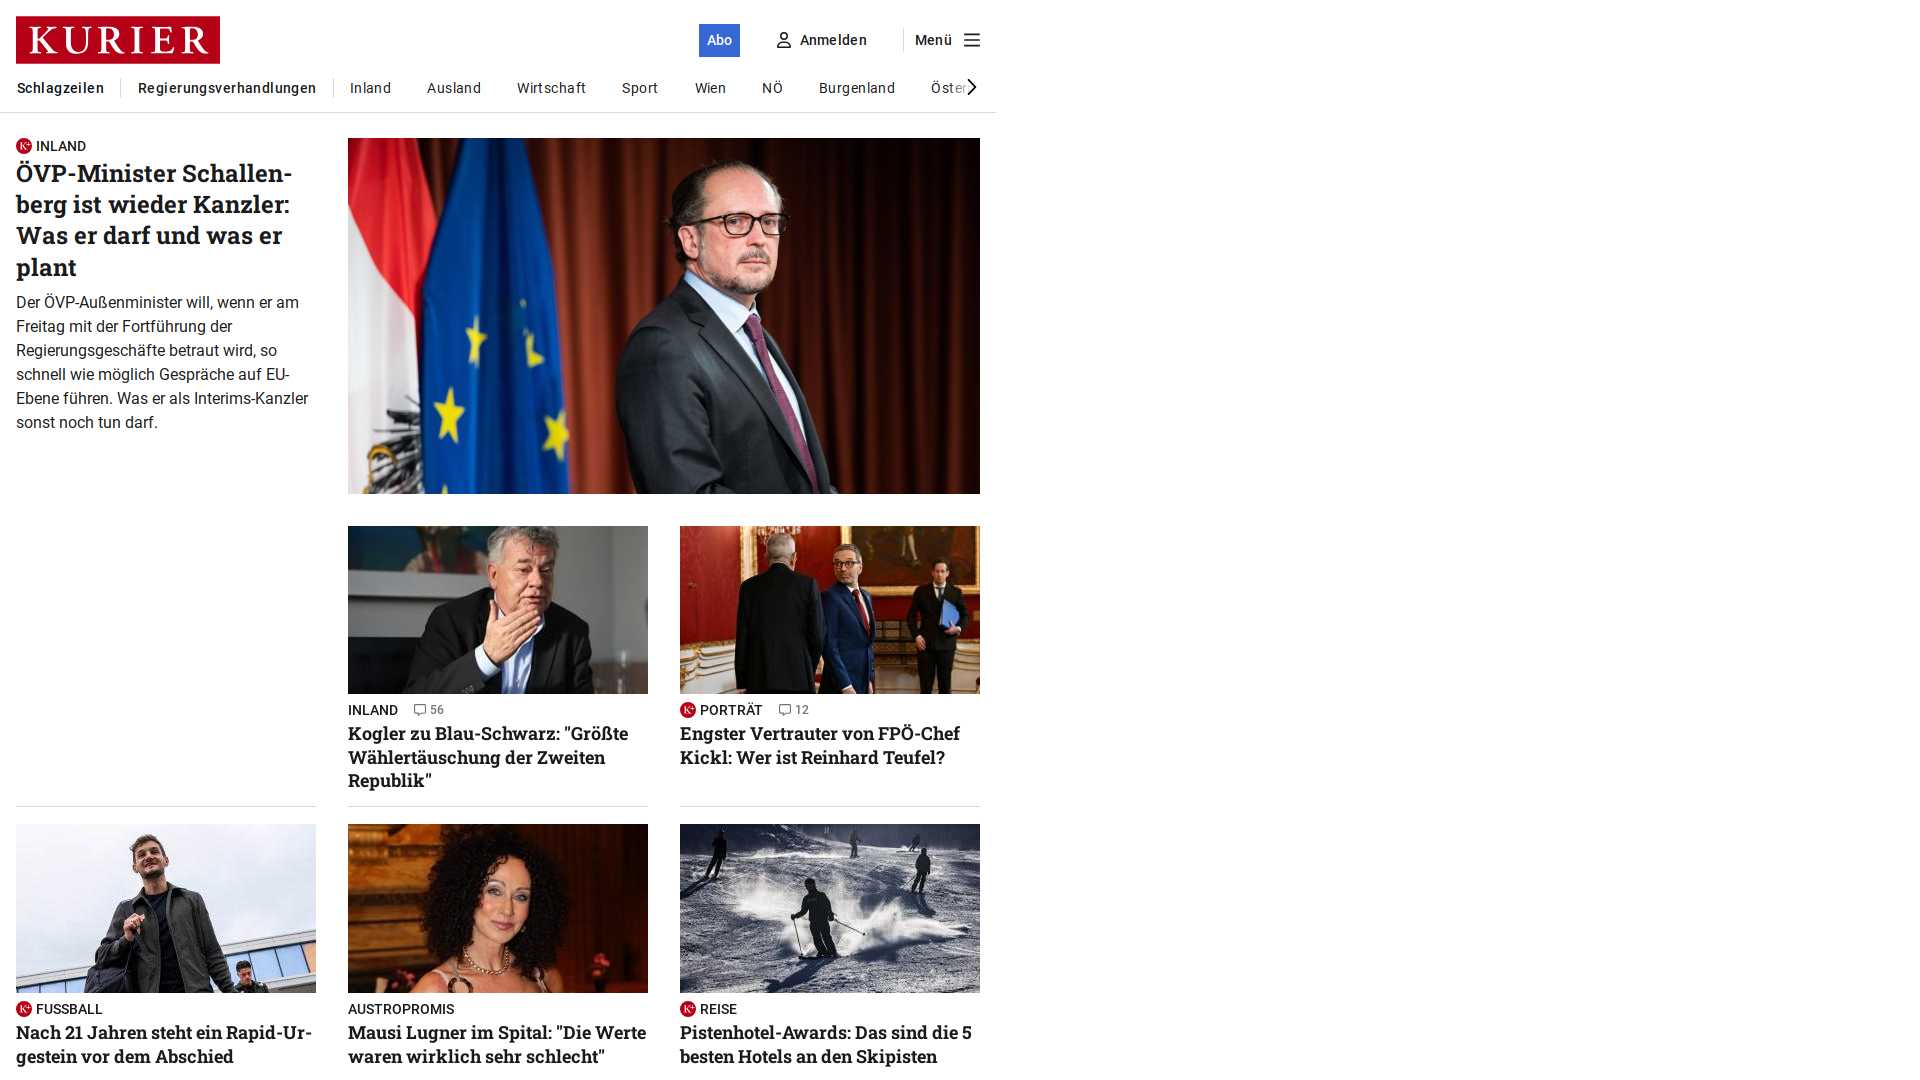 KURIER
Abo
Anmelden
Menü
Schlagzeilen
Regierungsverhandlungen
Inland
Ausland
Wirtschaft
Sport
Wien
NÖ
Burgenland
Öster
K+ INLAND
ÖVP-Minister Schallen-
berg ist wieder Kanzler:
Was er darf und was er
plant
Der ÖVP-Außenminister will, wenn er am
Freitag mit der Fortführung der
Regierungsgeschäfte betraut wird, so
schnell wie möglich Gespräche auf EU-
Ebene führen. Was er als Interims-Kanzler
sonst noch tun darf.
INLAND 56
Kogler zu Blau-Schwarz: "Größte
Wählertäuschung der Zweiten
Republik"
K+ PORTRÄT 12
Engster Vertrauter von FPÖ-Chef
Kickl: Wer ist Reinhard Teufel?
K+ FUSSBALL
Nach 21 Jahren steht ein Rapid-Ur-
gestein vor dem Abschied
AUSTROPROMIS
Mausi Lugner im Spital: "Die Werte
waren wirklich sehr schlecht"
K+ REISE
Pistenhotel-Awards: Das sind die 5
besten Hotels an den Skipisten